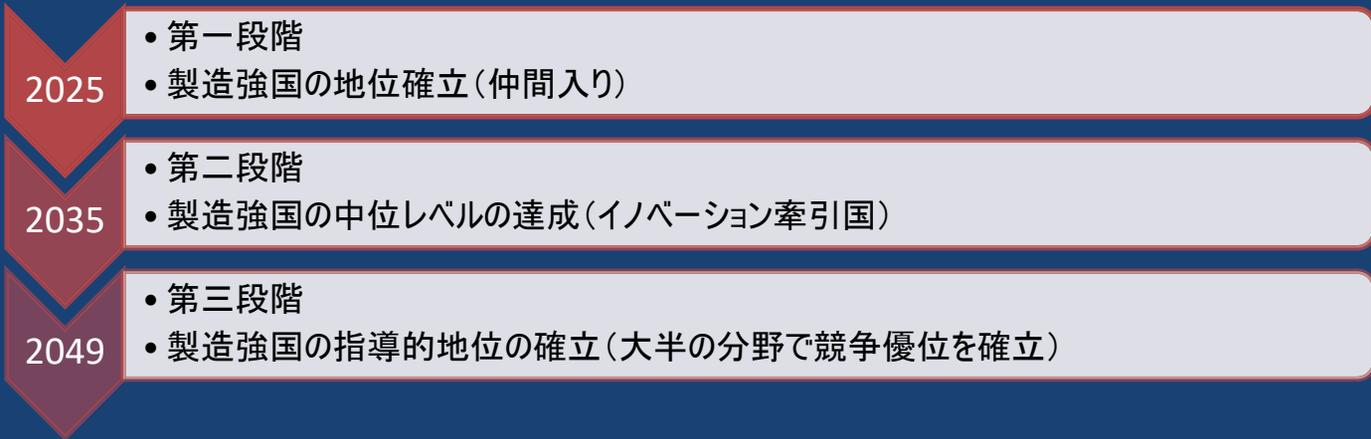 2025
• 第一段階
• 製造強国の地位確立（仲間入り）
2035
• 第二段階
• 製造強国の中位レベルの達成（イノベーション牽引国）
2049
• 第三段階
• 製造強国の指導的地位の確立（大半の分野で競争優位を確立）